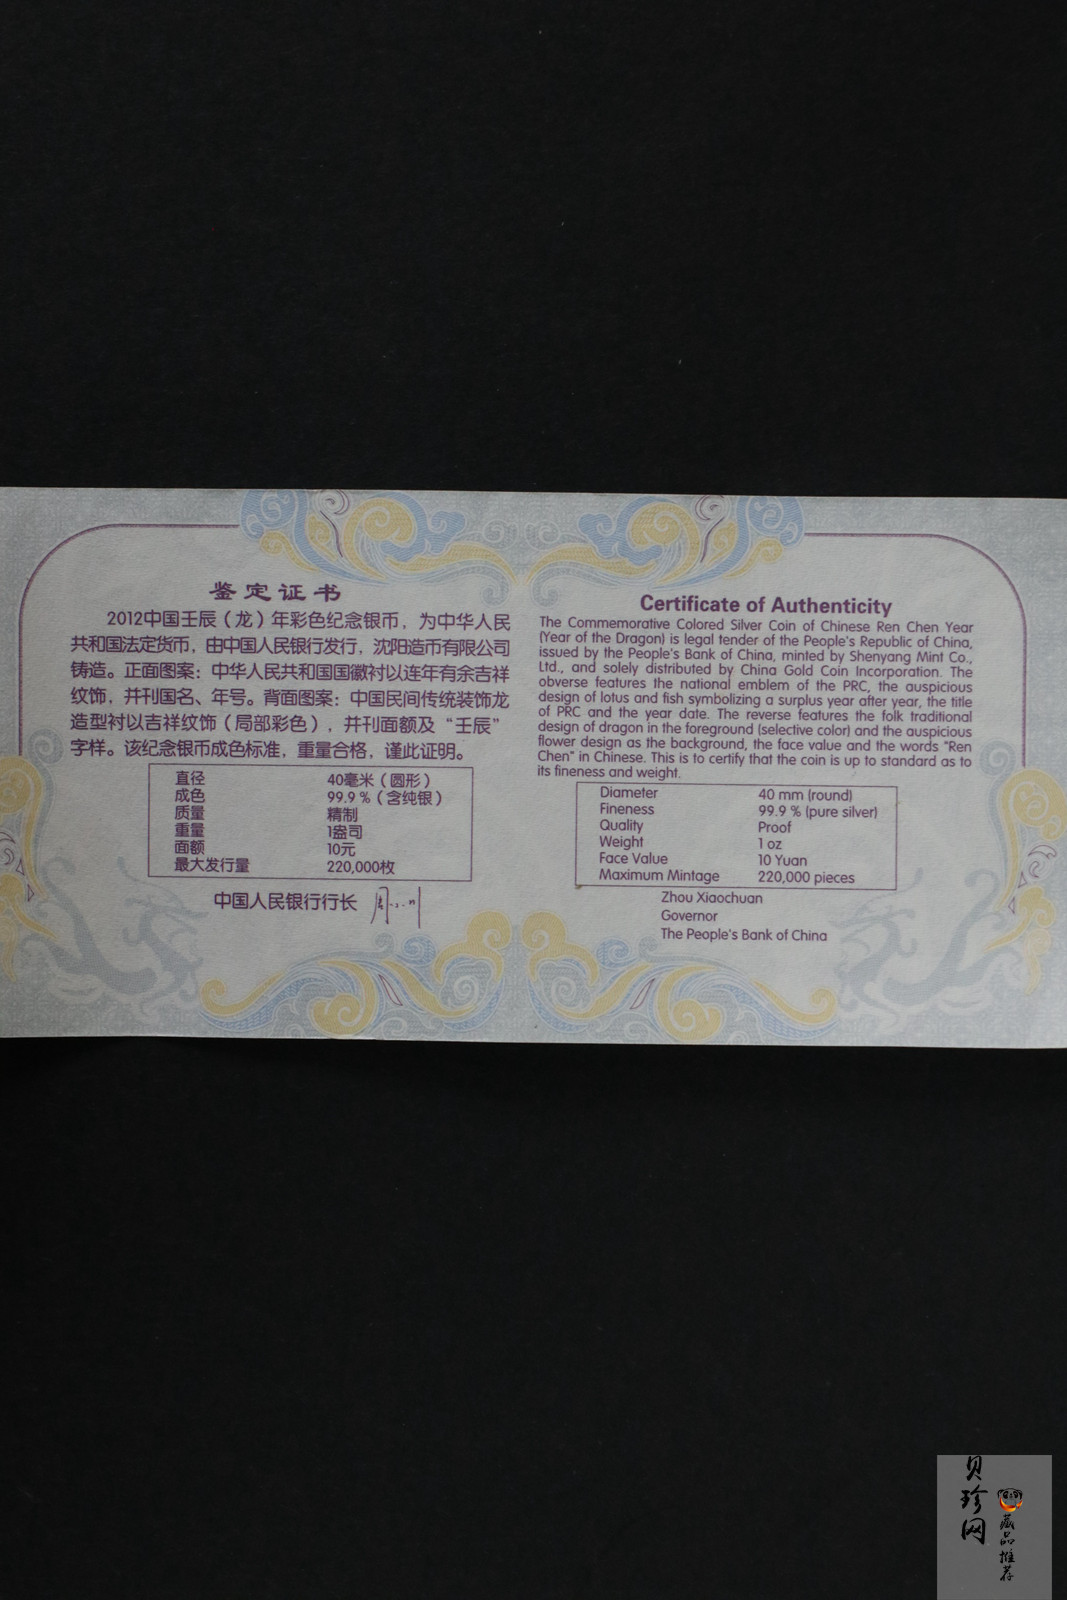 鉴定证书
2012中国壬辰（龙）年彩色纪念银币，为中华人民
共和国法定货币，由中国人民银行发行，沈阳造币有限公司
铸造。正面图案：中华人民共和国国徽衬以连年有余吉祥
纹饰，并刊国名、年号。背面图案：中国民间传统装饰龙
造型衬以吉祥纹饰（局部彩色），并刊面额及“壬辰”
字样。该纪念银币成色标准，重量合格，谨此证明。
直径 40毫米（圆形）
成色 99.9％（含纯银）
质量 精制
重量 1盎司
面额 10元
最大发行量 220,000枚
中国人民银行行长
Certificate of Authenticity
The Commemorative Colored Silver Coin of Chinese Ren Chen Year
(Year of the Dragon) is legal tender of the People's Republic of China,
issued by the People's Bank of China, minted by Shenyang Mint Co.,
Ltd., and solely distributed by China Gold Coin Incorporation. The
obverse features the national emblem of the PRC, the auspicious
design of lotus and fish symbolizing a surplus year after year, the title
of PRC and the year date. The reverse features the folk traditional
design of dragon in the foreground (selective color) and the auspicious
flower design as the background, the face value and the words "Ren
Chen" in Chinese. This is to certify that the coin is up to standard as to
its fineness and weight.
Diameter 40 mm (round)
Fineness 99.9 % (pure silver)
Quality Proof
Weight 1 oz
Face Value 10 Yuan
Maximum Mintage 220,000 pieces
Zhou Xiaochuan
Governor
The People's Bank of China
贝珍网
藏品推荐